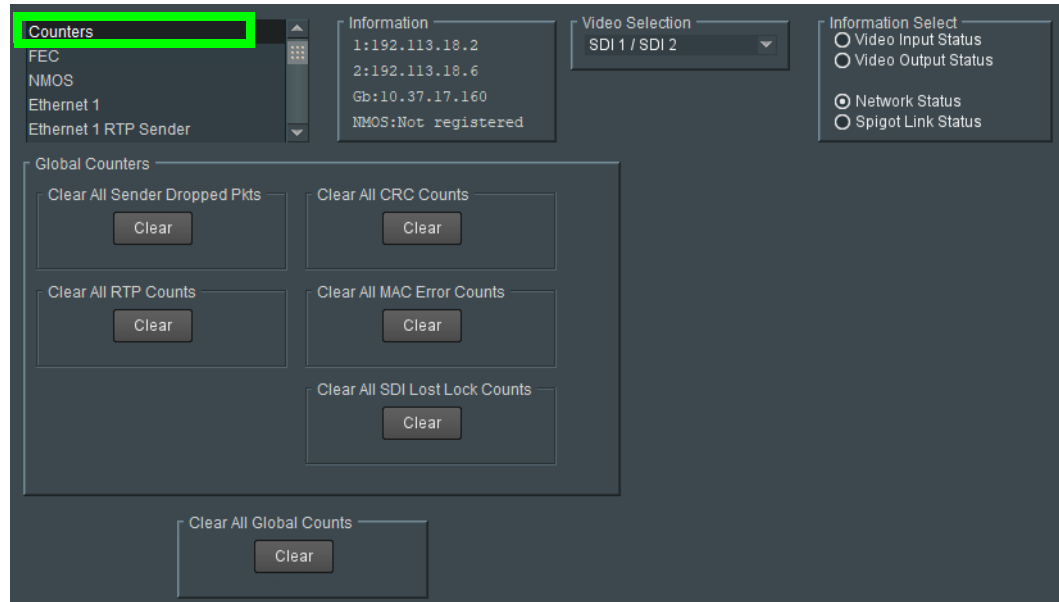 Counters
FEC
NMOS
Ethernet 1
Ethernet 1 RTP Sender
Information
1:192.113.18.2
2:192.113.18.6
Gb:10.37.17.160
NMOS:Not registered
Video Selection
SDI 1 / SDI 2
Information Select
Video Input Status
Video Output Status
Network Status
Spigot Link Status
Global Counters
Clear All Sender Dropped Pkts
Clear
Clear All CRC Counts
Clear
Clear All RTP Counts
Clear
Clear All MAC Error Counts
Clear
Clear All SDI Lost Lock Counts
Clear
Clear All Global Counts
Clear